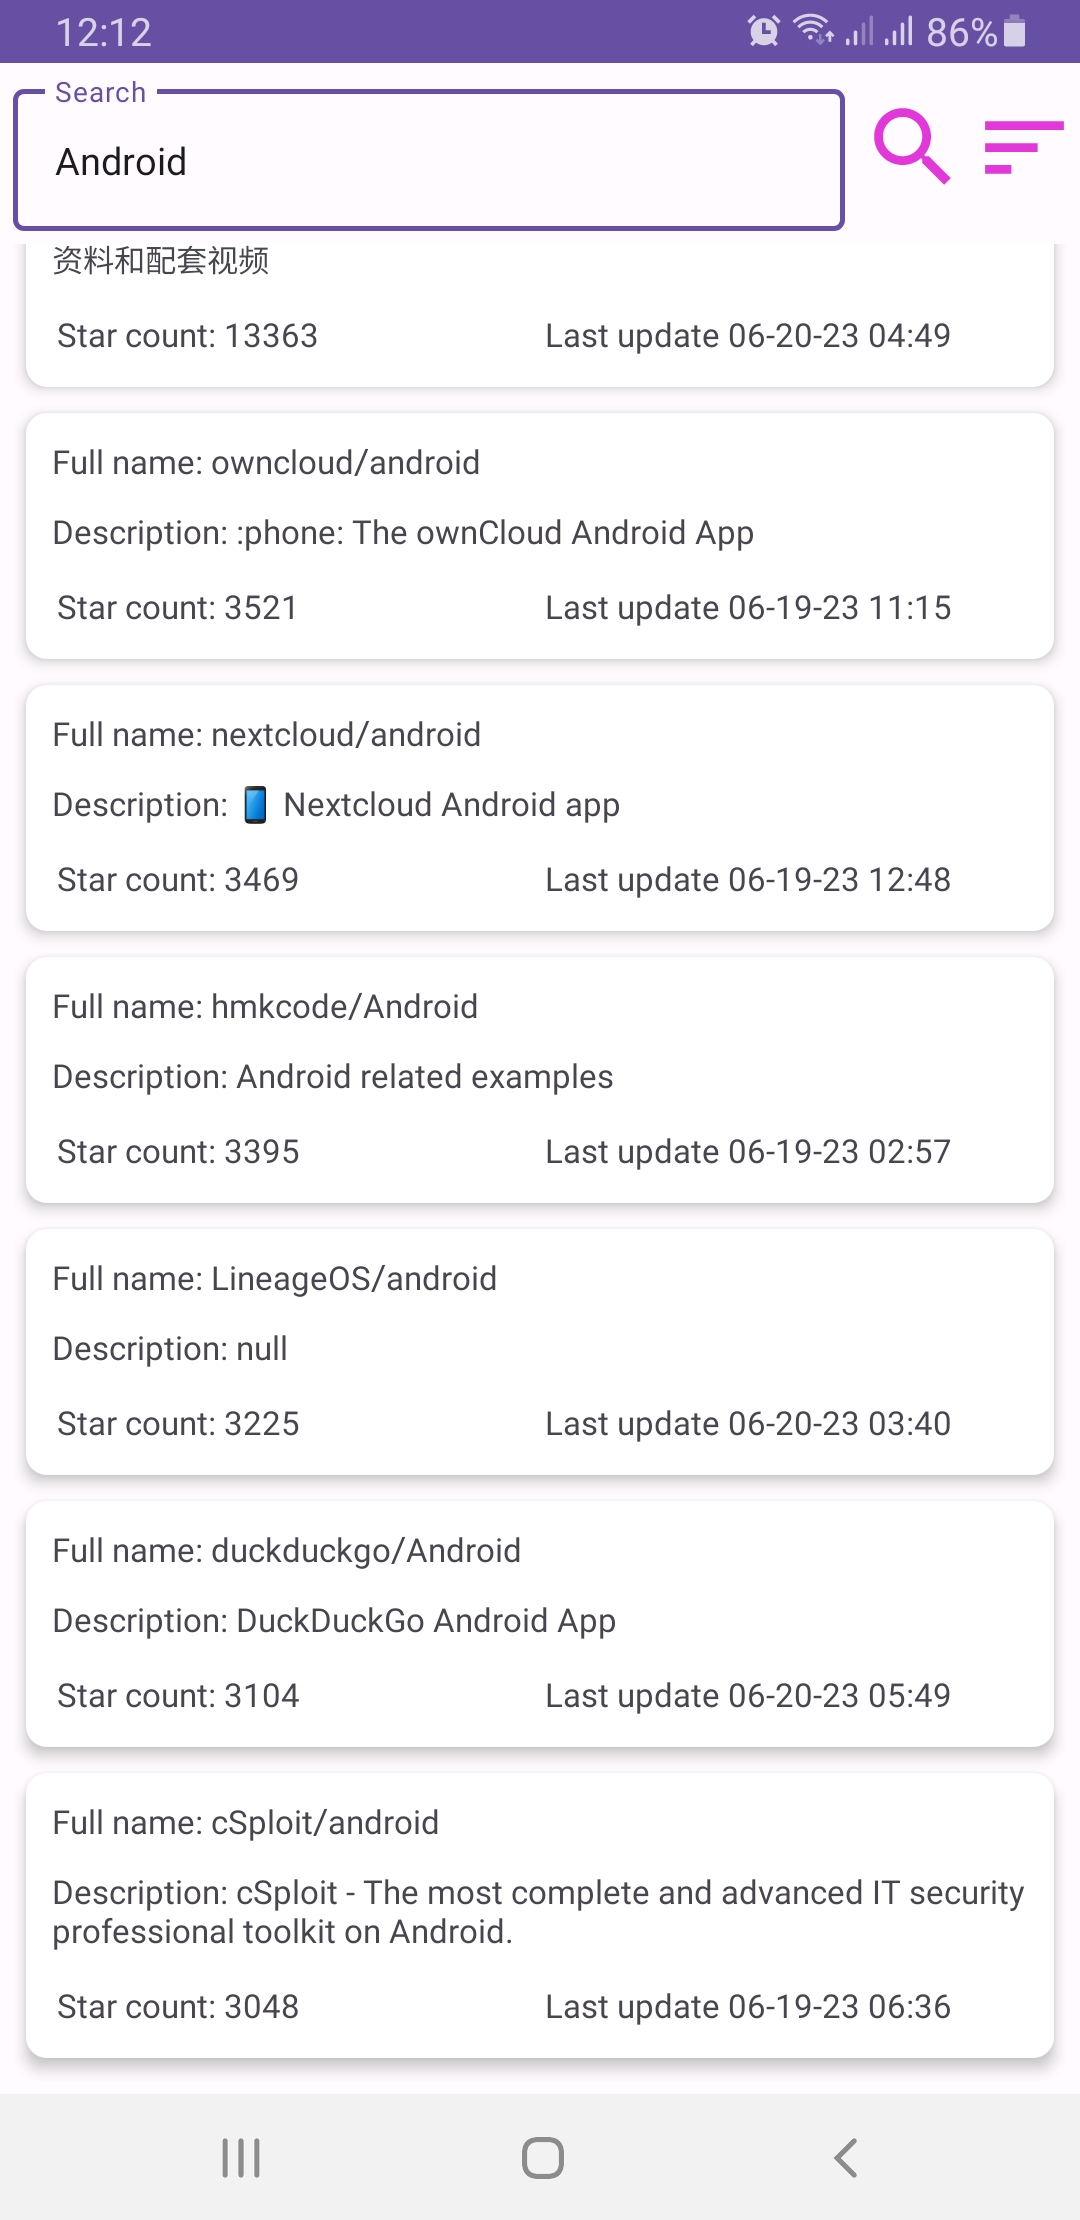 12:12
86%
Search
Android
资料和配套视频
Star count: 13363 Last update 06-20-23 04:49
Full name: owncloud/android
Description: :phone: The ownCloud Android App
Star count: 3521 Last update 06-19-23 11:15
Full name: nextcloud/android
Description: 📱 Nextcloud Android app
Star count: 3469 Last update 06-19-23 12:48
Full name: hmkcode/Android
Description: Android related examples
Star count: 3395 Last update 06-19-23 02:57
Full name: LineageOS/android
Description: null
Star count: 3225 Last update 06-20-23 03:40
Full name: duckduckgo/Android
Description: DuckDuckGo Android App
Star count: 3104 Last update 06-20-23 05:49
Full name: cSploit/android
Description: cSploit - The most complete and advanced IT security
professional toolkit on Android.
Star count: 3048 Last update 06-19-23 06:36